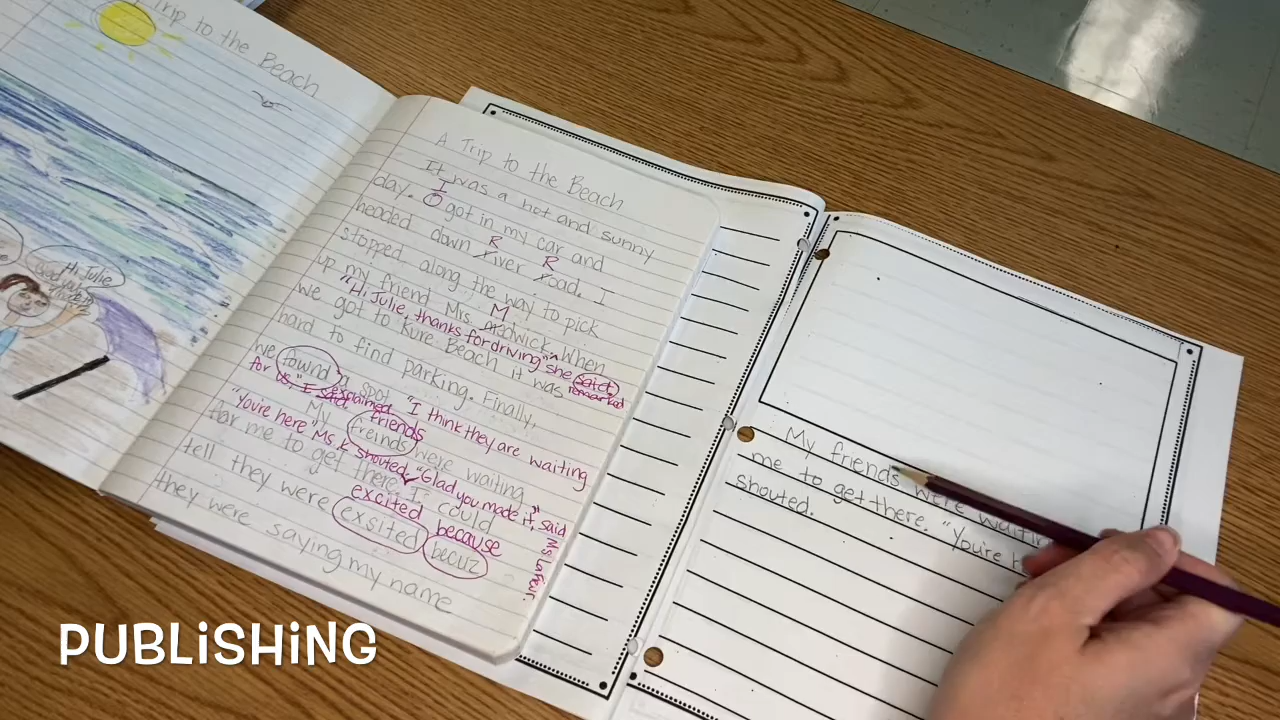 Trip to the Beach
Hi Julie
A Trip to the Beach
It was a hot and sunny
I
day. got in my car and
R R
headed down river road. I
stopped along the way to pick
up my friend Mrs. M
"Hi Julie, thanks for driving" she said, remarked
When
we got to Kure Beach it was
hard to find parking. Finally,
we fownd a spot
for us," I said exclaimed "I think they are waiting
My friends
freinds were waiting
"You're here" Ms. K shouted. "Glad you made it," said Ms. Lafleur.
for me to get there. I could
excited because
tell they were exsited becuz
they were saying my name
My friends were waitin
me to get there. "You're h
shouted.
PUBLiSHiNG